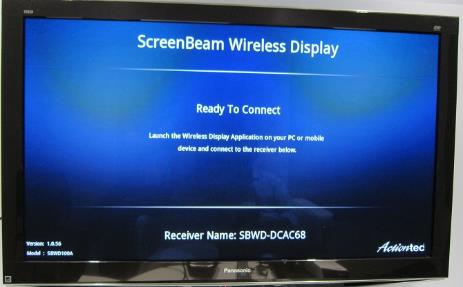 ScreenBeam Wireless Display
Ready To Connect
Launch the Wireless Display Application on your PC or mobile
device and connect to the receiver below.
Receiver Name: SBWD-DCAC68
Version: 1.0.56
Model : SBWD100A
Actiontec
Panasonic